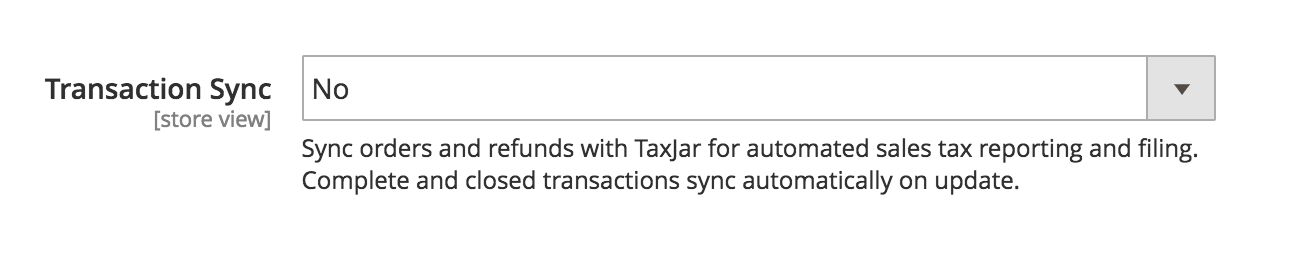 Transaction Sync
[store view]
No
Sync orders and refunds with TaxJar for automated sales tax reporting and filing.
Complete and closed transactions sync automatically on update.